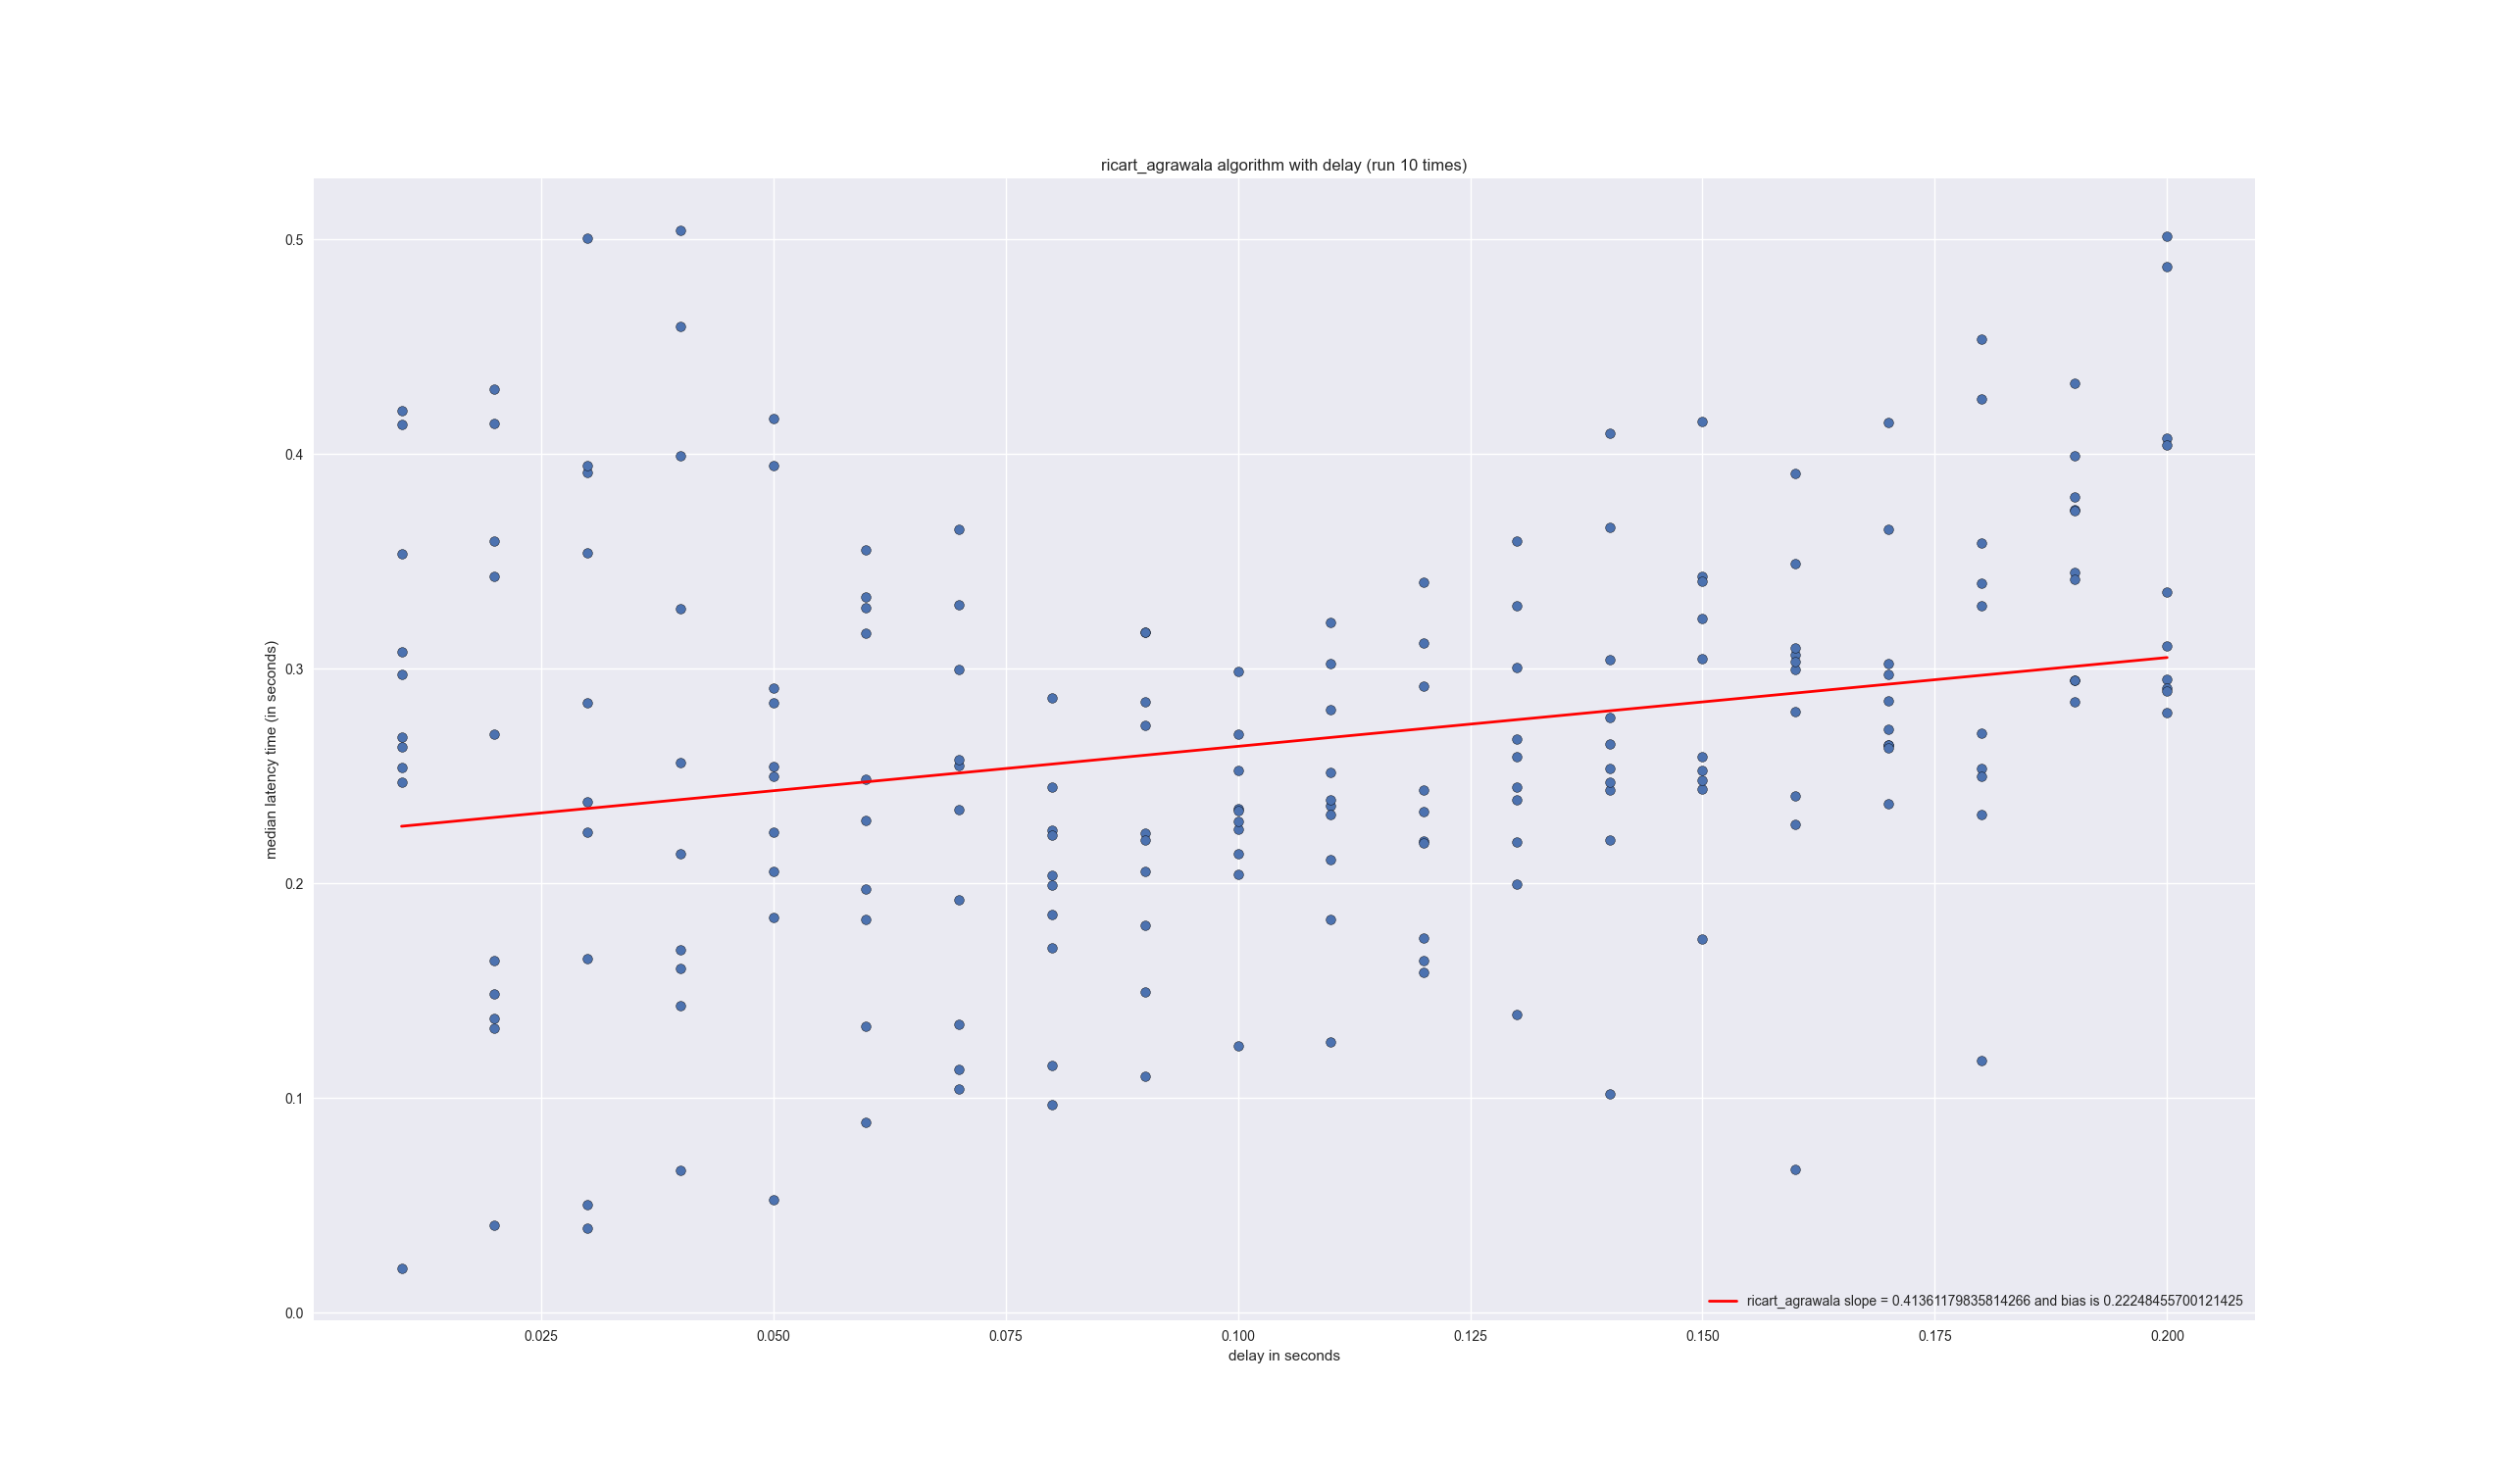 ricart_agrawala algorithm with delay (run 10 times)
0.5
0.4
0.3
0.2
0.1
0.0
median latency time (in seconds)
ricart_agrawala slope = 0.41361179835814266 and bias is 0.22248455700121425
0.025 0.050 0.075 0.100 0.125 0.150 0.175 0.200
delay in seconds